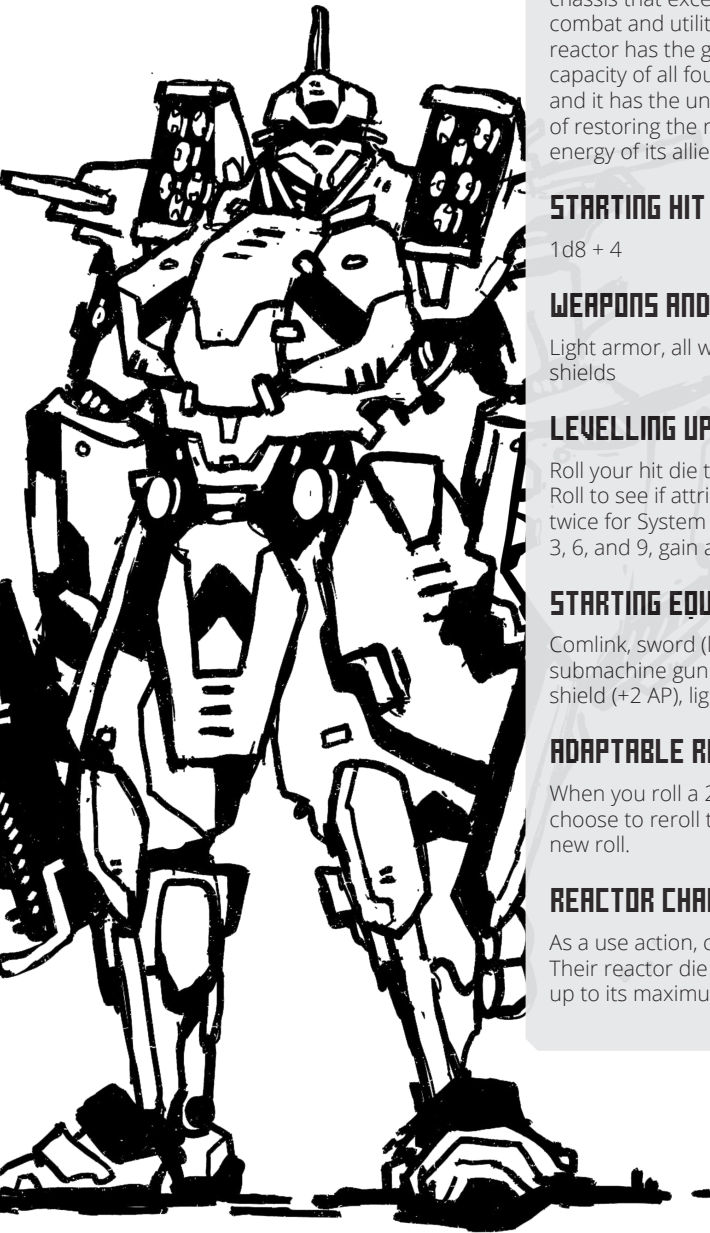 chassis that exce
combat and utilit
reactor has the g
capacity of all fou
and it has the un
of restoring the r
energy of its allie
STARTING HIT
1d8 + 4
WEAPONS AND
Light armor, all w
shields
LEVELLING UP
Roll your hit die t
Roll to see if attri
twice for System
3, 6, and 9, gain a
STARTING EQU
Comlink, sword (l
submachine gun
shield (+2 AP), lig
ADAPTABLE RE
When you roll a 2
choose to reroll t
new roll.
REACTOR CHAR
As a use action, c
Their reactor die
up to its maximu